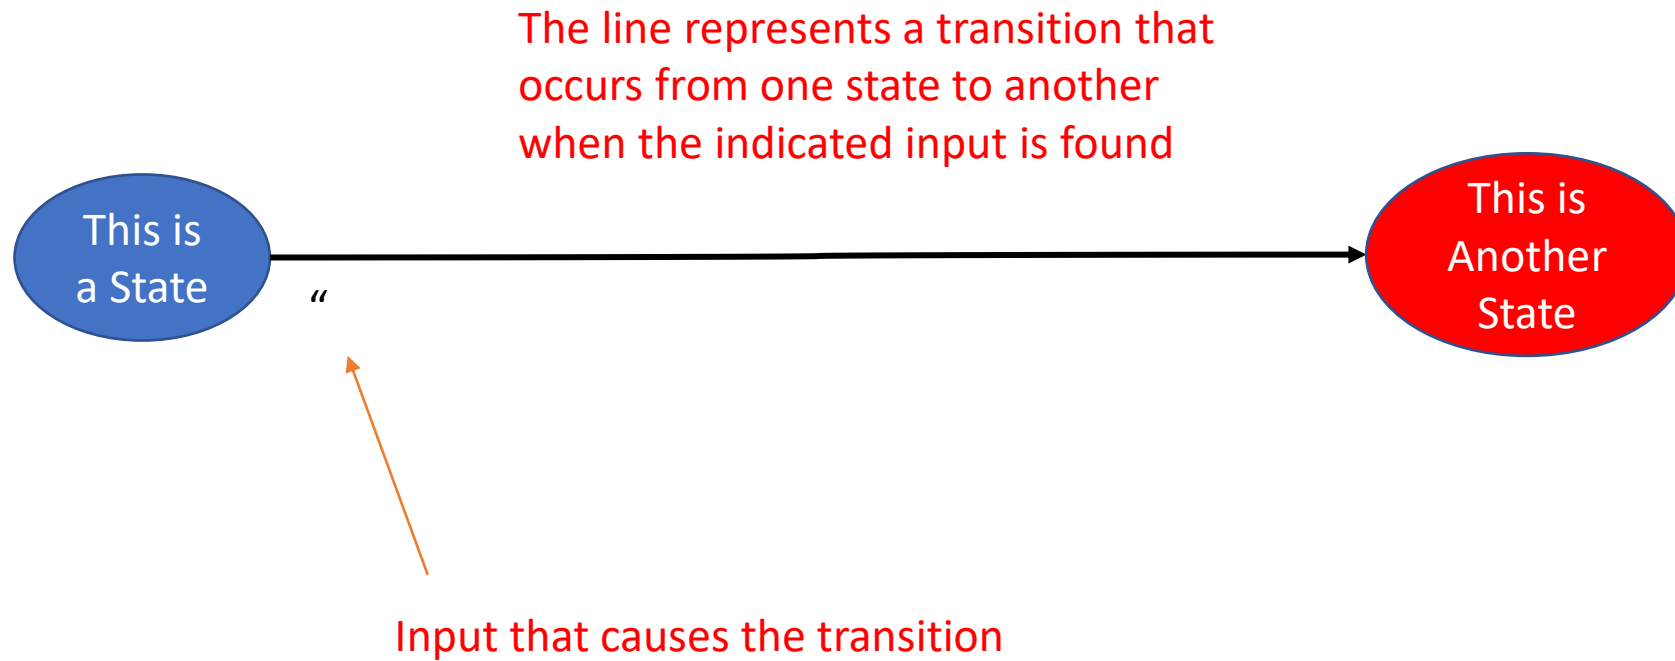 The line represents a transition that
occurs from one state to another
when the indicated input is found
This is
a State
“
This is
Another
State
Input that causes the transition